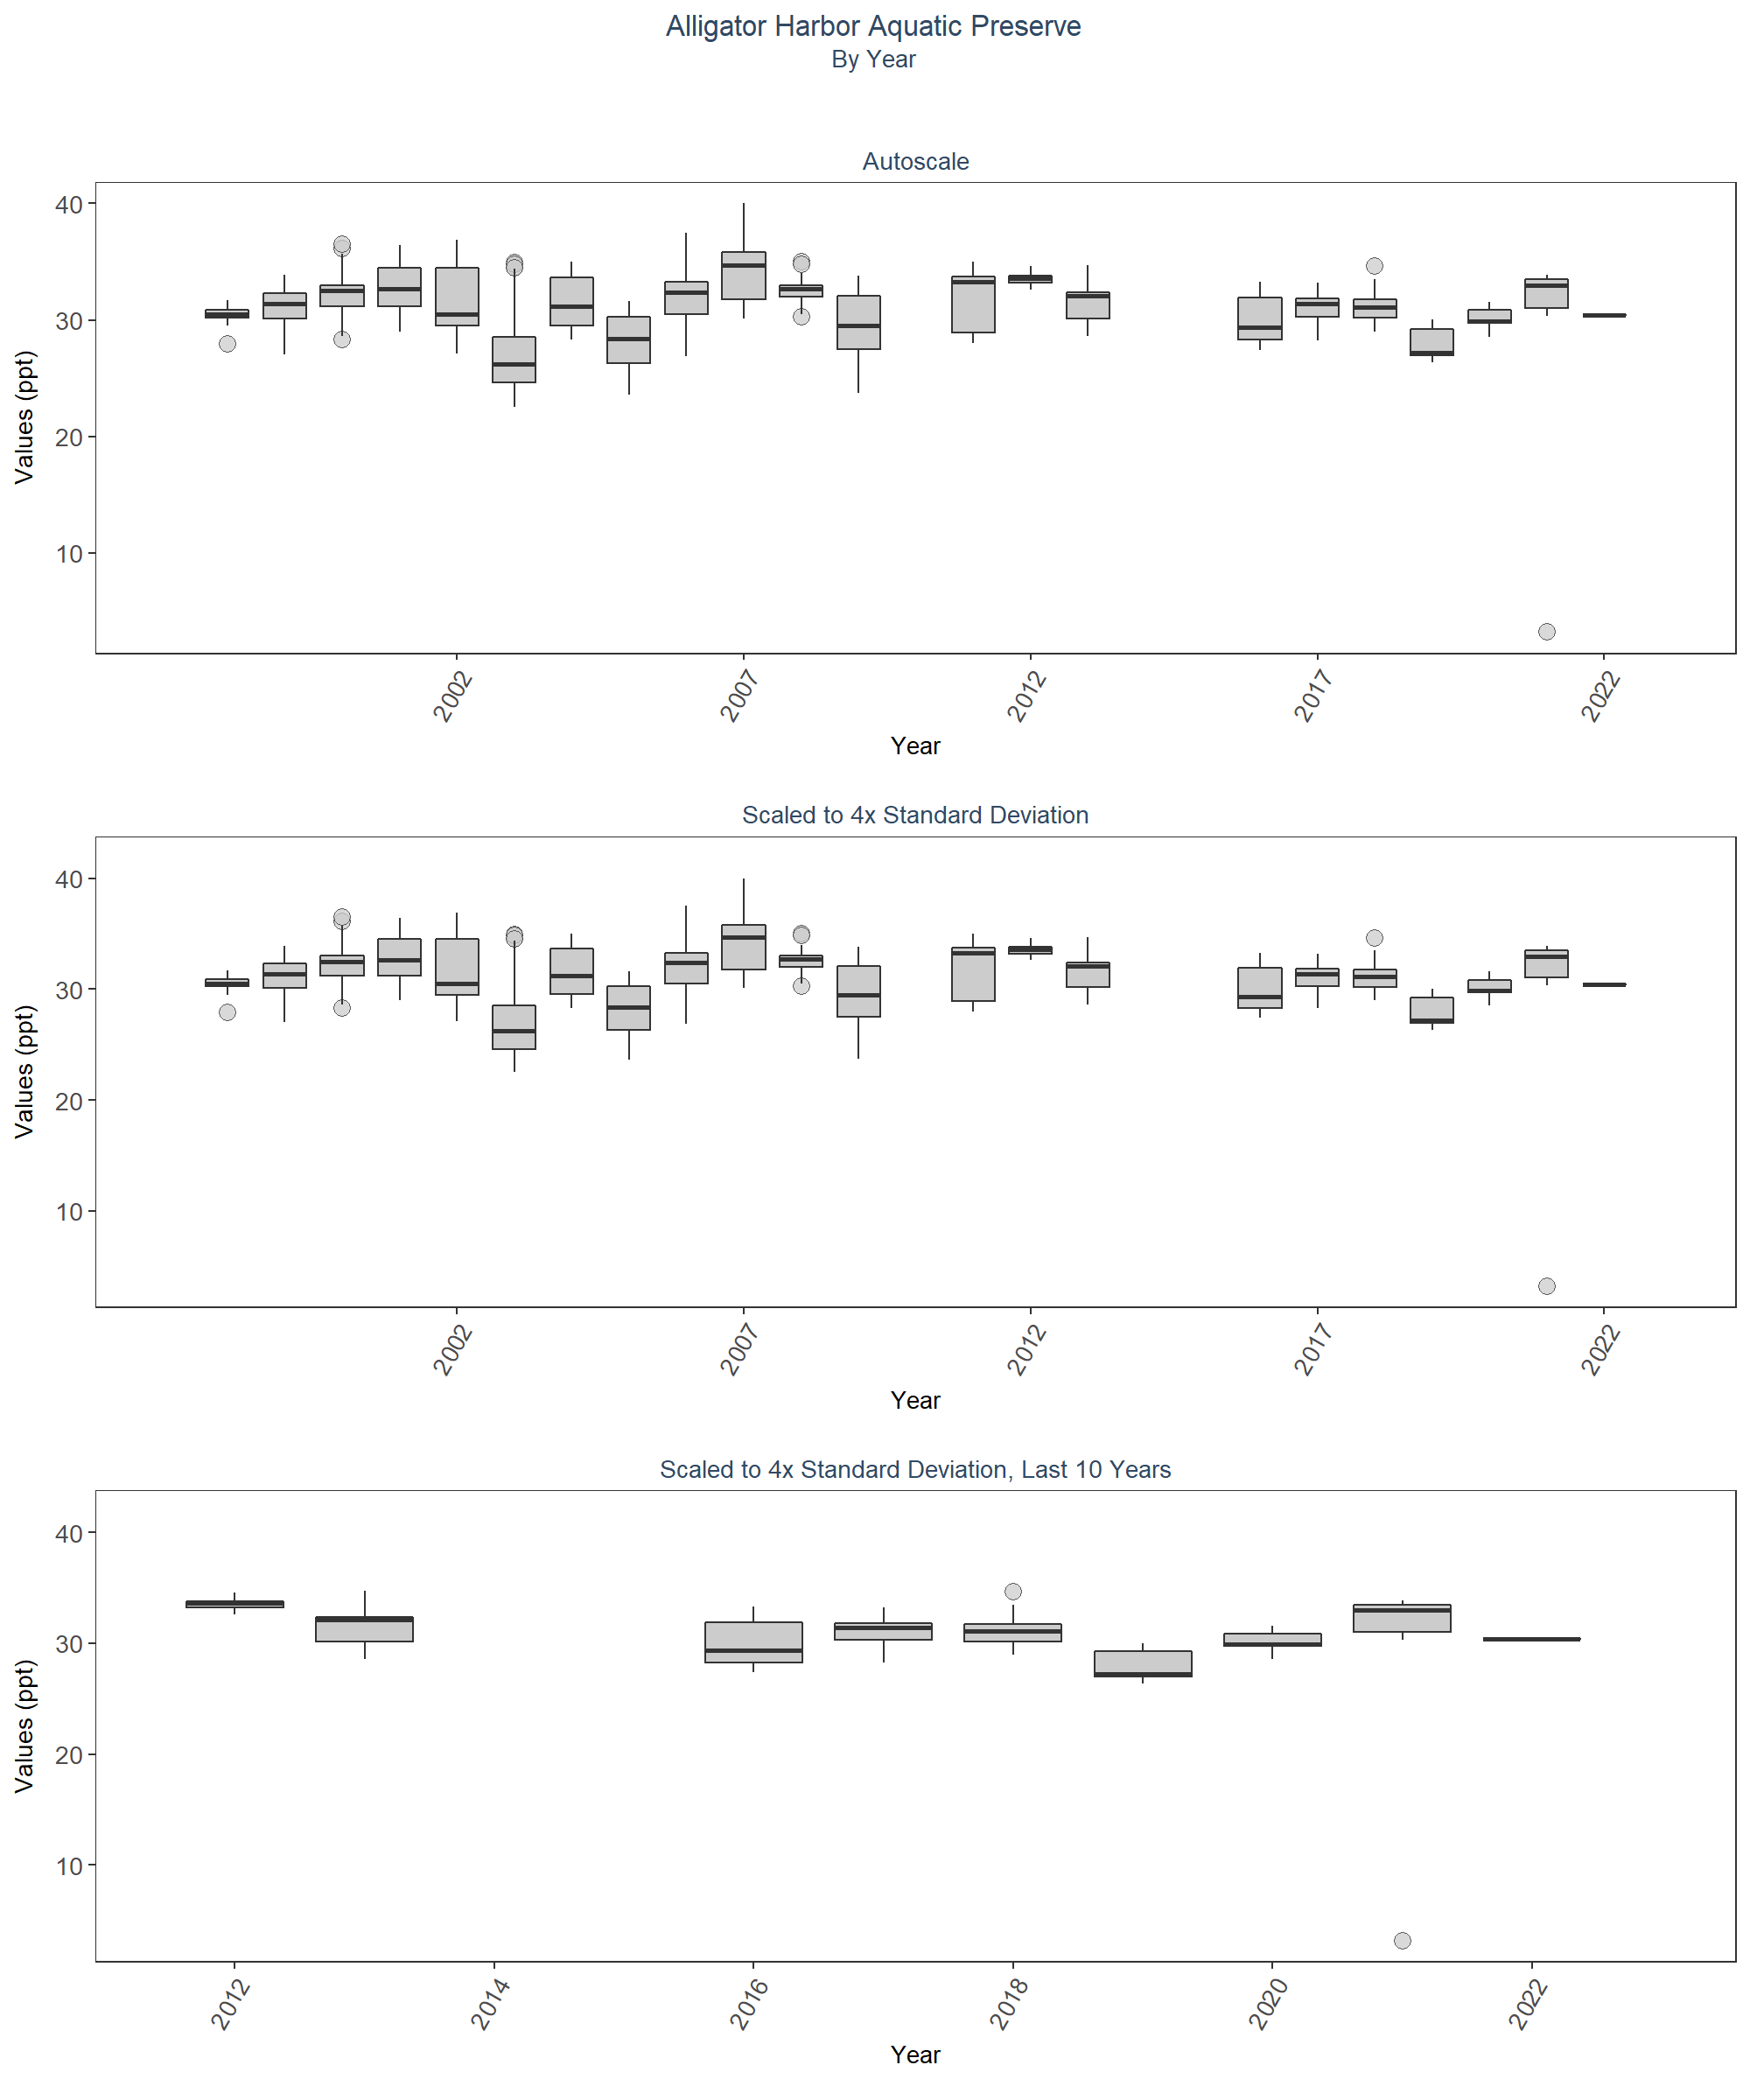 Alligator Harbor Aquatic Preserve
By Year
Autoscale
Values (ppt)
40
30
20
10
2002
2007
2012
2017
2022
Year
Scaled to 4x Standard Deviation
Values (ppt)
40
30
20
10
2002
2007
2012
2017
2022
Year
Scaled to 4x Standard Deviation, Last 10 Years
Values (ppt)
40
30
20
10
2012
2014
2016
2018
2020
2022
Year